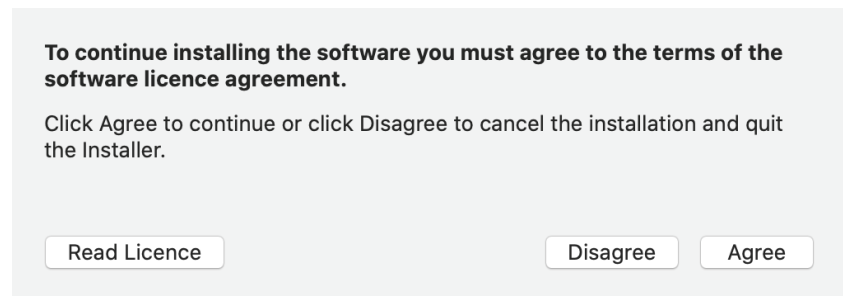 To continue installing the software you must agree to the terms of the
software licence agreement.
Click Agree to continue or click Disagree to cancel the installation and quit
the Installer.
Read Licence
Disagree
Agree